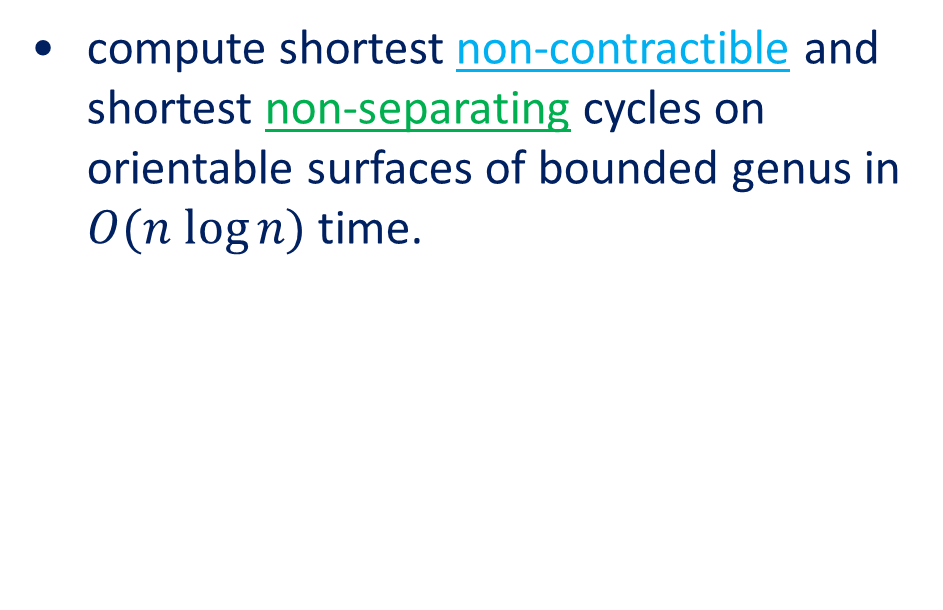 • compute shortest non-contractible and
shortest non-separating cycles on
orientable surfaces of bounded genus in
𝑂(𝑛 log 𝑛) time.